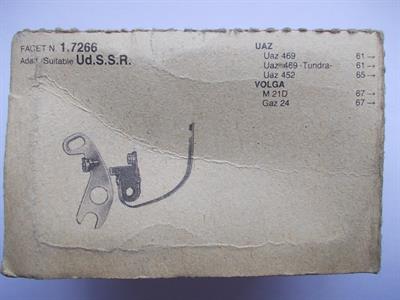 FACET N. 1.7266
Adatt./Suitable Ud.S.S.R.
UAZ
Uaz 469 61→
Uaz 469 -Tundra- 61→
Uaz 452 65→
VOLGA
M 21D 67→
Gaz 24 67→